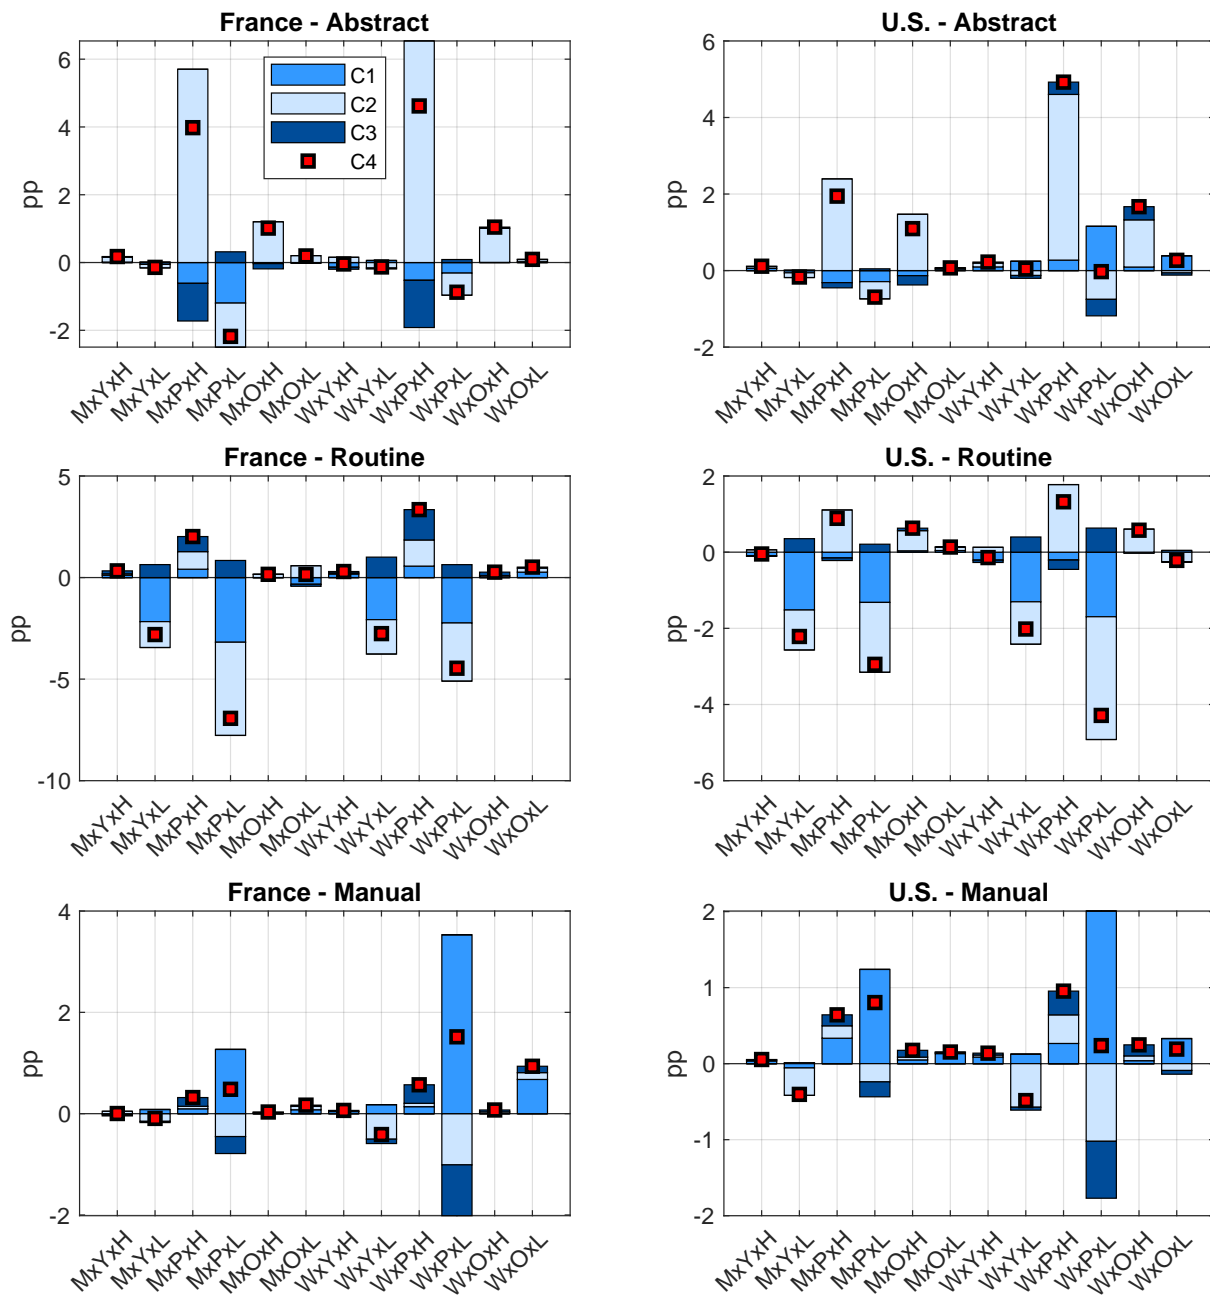 France - Abstract
pp
6
4
2
0
-2
C1
C2
C3
C4
MxYxH
MxYxL
MxPxH
MxPxL
MxOxH
MxOxL
WxYxH
WxYxL
WxPxH
WxPxL
WxOxH
WxOxL
U.S. - Abstract
pp
6
4
2
0
-2
MxYxH
MxYxL
MxPxH
MxPxL
MxOxH
MxOxL
WxYxH
WxYxL
WxPxH
WxPxL
WxOxH
WxOxL
France - Routine
pp
5
0
-5
-10
MxYxH
MxYxL
MxPxH
MxPxL
MxOxH
MxOxL
WxYxH
WxYxL
WxPxH
WxPxL
WxOxH
WxOxL
U.S. - Routine
pp
2
0
-2
-4
-6
MxYxH
MxYxL
MxPxH
MxPxL
MxOxH
MxOxL
WxYxH
WxYxL
WxPxH
WxPxL
WxOxH
WxOxL
France - Manual
pp
4
2
0
-2
MxYxH
MxYxL
MxPxH
MxPxL
MxOxH
MxOxL
WxYxH
WxYxL
WxPxH
WxPxL
WxOxH
WxOxL
U.S. - Manual
pp
2
1
0
-1
-2
MxYxH
MxYxL
MxPxH
MxPxL
MxOxH
MxOxL
WxYxH
WxYxL
WxPxH
WxPxL
WxOxH
WxOxL